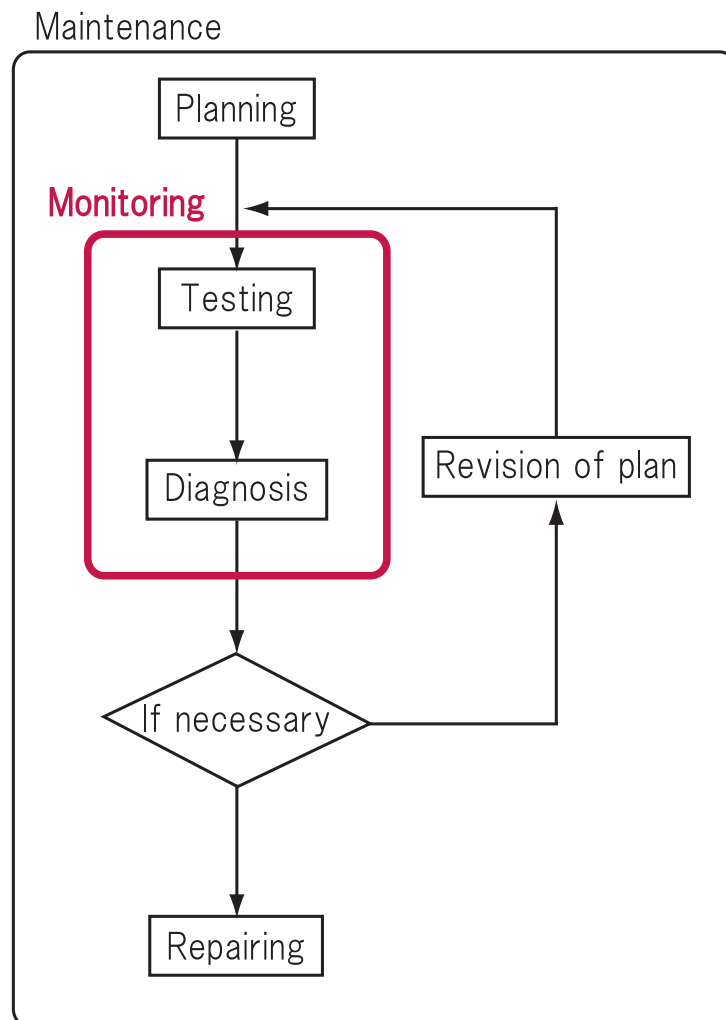 Maintenance
Planning
Monitoring
Testing
Diagnosis
Revision of plan
If necessary
Repairing